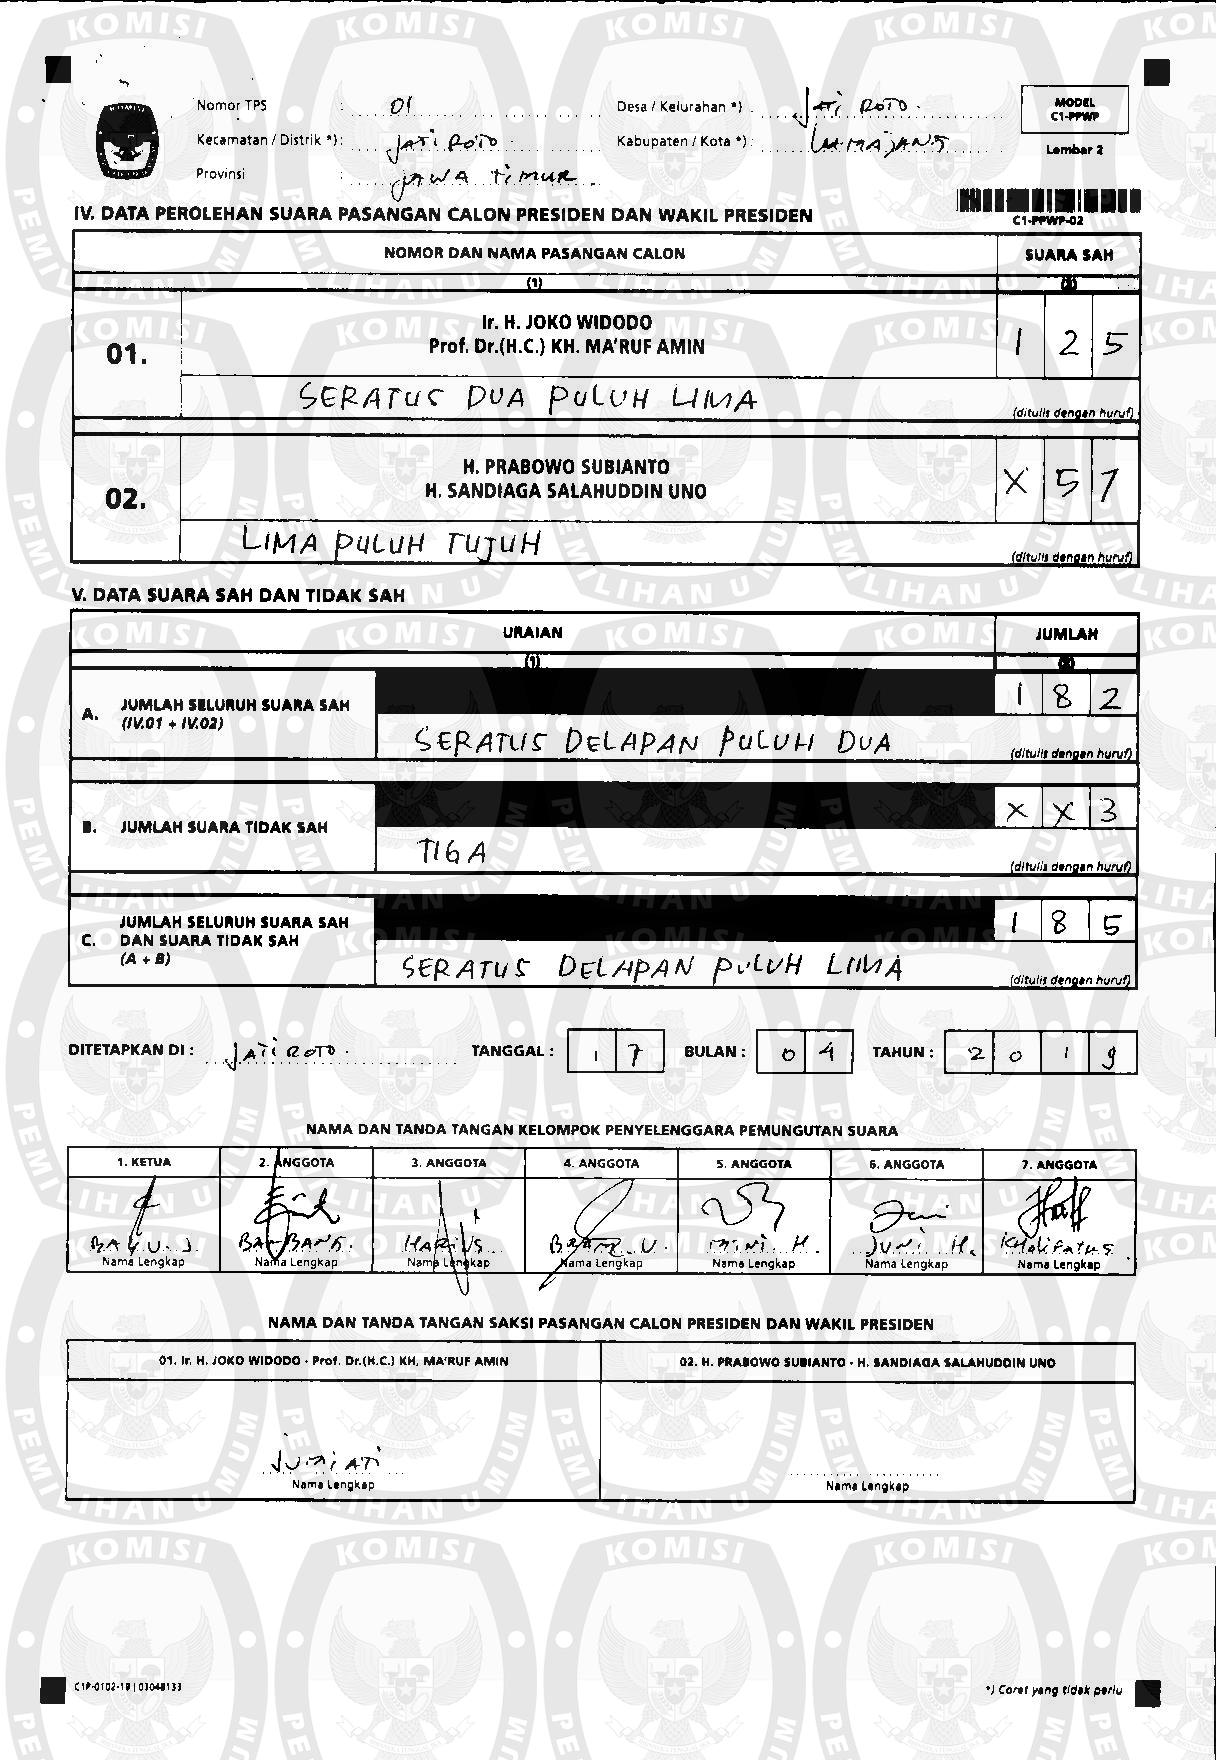 Nomor TPS : 01 Desa / Kelurahan *) : JATI ROTO MODEL C1-PPWP
Kecamatan / Distrik *) : JATI ROTO Kabupaten / Kota *) : LUMAJANG Lembar 2
Provinsi : JAWA TIMUR
IV. DATA PEROLEHAN SUARA PASANGAN CALON PRESIDEN DAN WAKIL PRESIDEN
C1-PPWP-02
NOMOR DAN NAMA PASANGAN CALON SUARA SAH
(1) (2)
01. Ir. H. JOKO WIDODO
Prof. Dr.(H.C.) KH. MA'RUF AMIN 1 2 5
SERATUS DUA PULUH LIMA (ditulis dengan huruf)
02. H. PRABOWO SUBIANTO
H. SANDIAGA SALAHUDDIN UNO X 5 7
LIMA PULUH TUJUH (ditulis dengan huruf)
V. DATA SUARA SAH DAN TIDAK SAH
URAIAN JUMLAH
(1) (2)
A. JUMLAH SELURUH SUARA SAH
(IV.01 + IV.02) 1 8 2
SERATUS DELAPAN PULUH DUA (ditulis dengan huruf)
B. JUMLAH SUARA TIDAK SAH X X 3
TIGA (ditulis dengan huruf)
C. JUMLAH SELURUH SUARA SAH
DAN SUARA TIDAK SAH
(A + B) 1 8 5
SERATUS DELAPAN PULUH LIMA (ditulis dengan huruf)
DITETAPKAN DI : JATI ROTO TANGGAL : 1 7 BULAN : 0 4 TAHUN : 2 0 1 9
NAMA DAN TANDA TANGAN KELOMPOK PENYELENGGARA PEMUNGUTAN SUARA
1. KETUA 2. ANGGOTA 3. ANGGOTA 4. ANGGOTA 5. ANGGOTA 6. ANGGOTA 7. ANGGOTA
BAYU. J. BAMBANG. HARI S. U. MINI H. JUNI H. KHALIFATUS.
Nama Lengkap Nama Lengkap Nama Lengkap Nama Lengkap Nama Lengkap Nama Lengkap Nama Lengkap
NAMA DAN TANDA TANGAN SAKSI PASANGAN CALON PRESIDEN DAN WAKIL PRESIDEN
01. Ir. H. JOKO WIDODO - Prof. Dr.(H.C.) KH. MA'RUF AMIN 02. H. PRABOWO SUBIANTO - H. SANDIAGA SALAHUDDIN UNO
JUMIATI
Nama Lengkap Nama Lengkap
C1P-0102-19 | 03048133 *) Coret yang tidak perlu